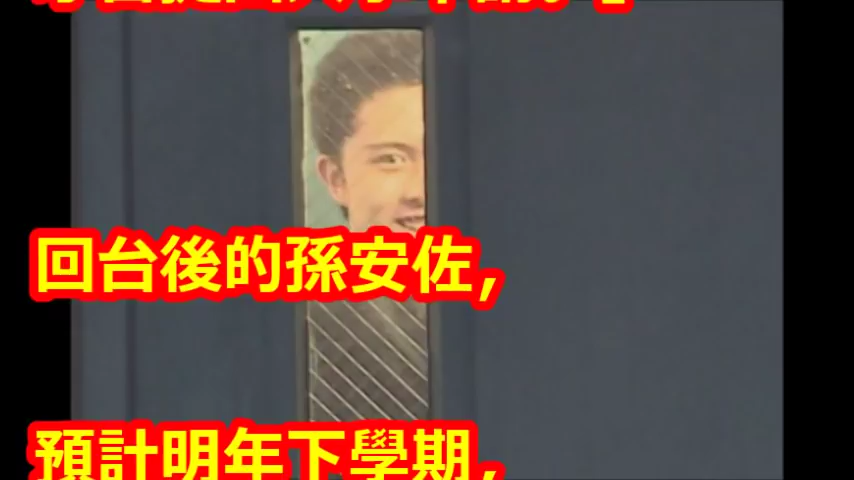 回台後的孫安佐，
預計明年下學期，